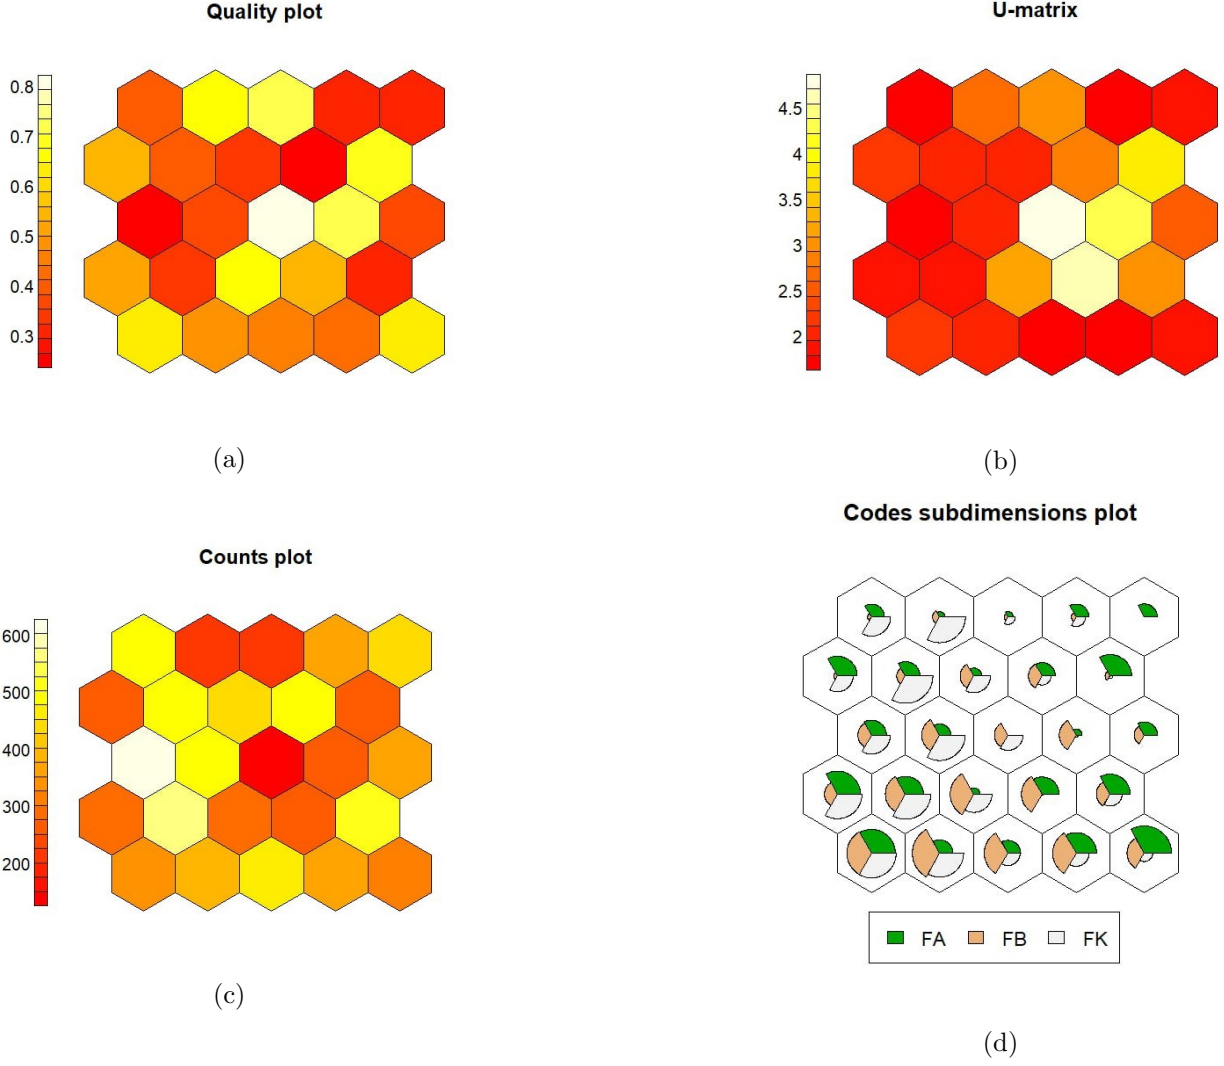 Quality plot
0.8
0.7
0.6
0.5
0.4
0.3
(a)
U-matrix
4.5
4
3.5
3
2.5
2
(b)
Counts plot
600
500
400
300
200
(c)
Codes subdimensions plot
FA FB FK
(d)